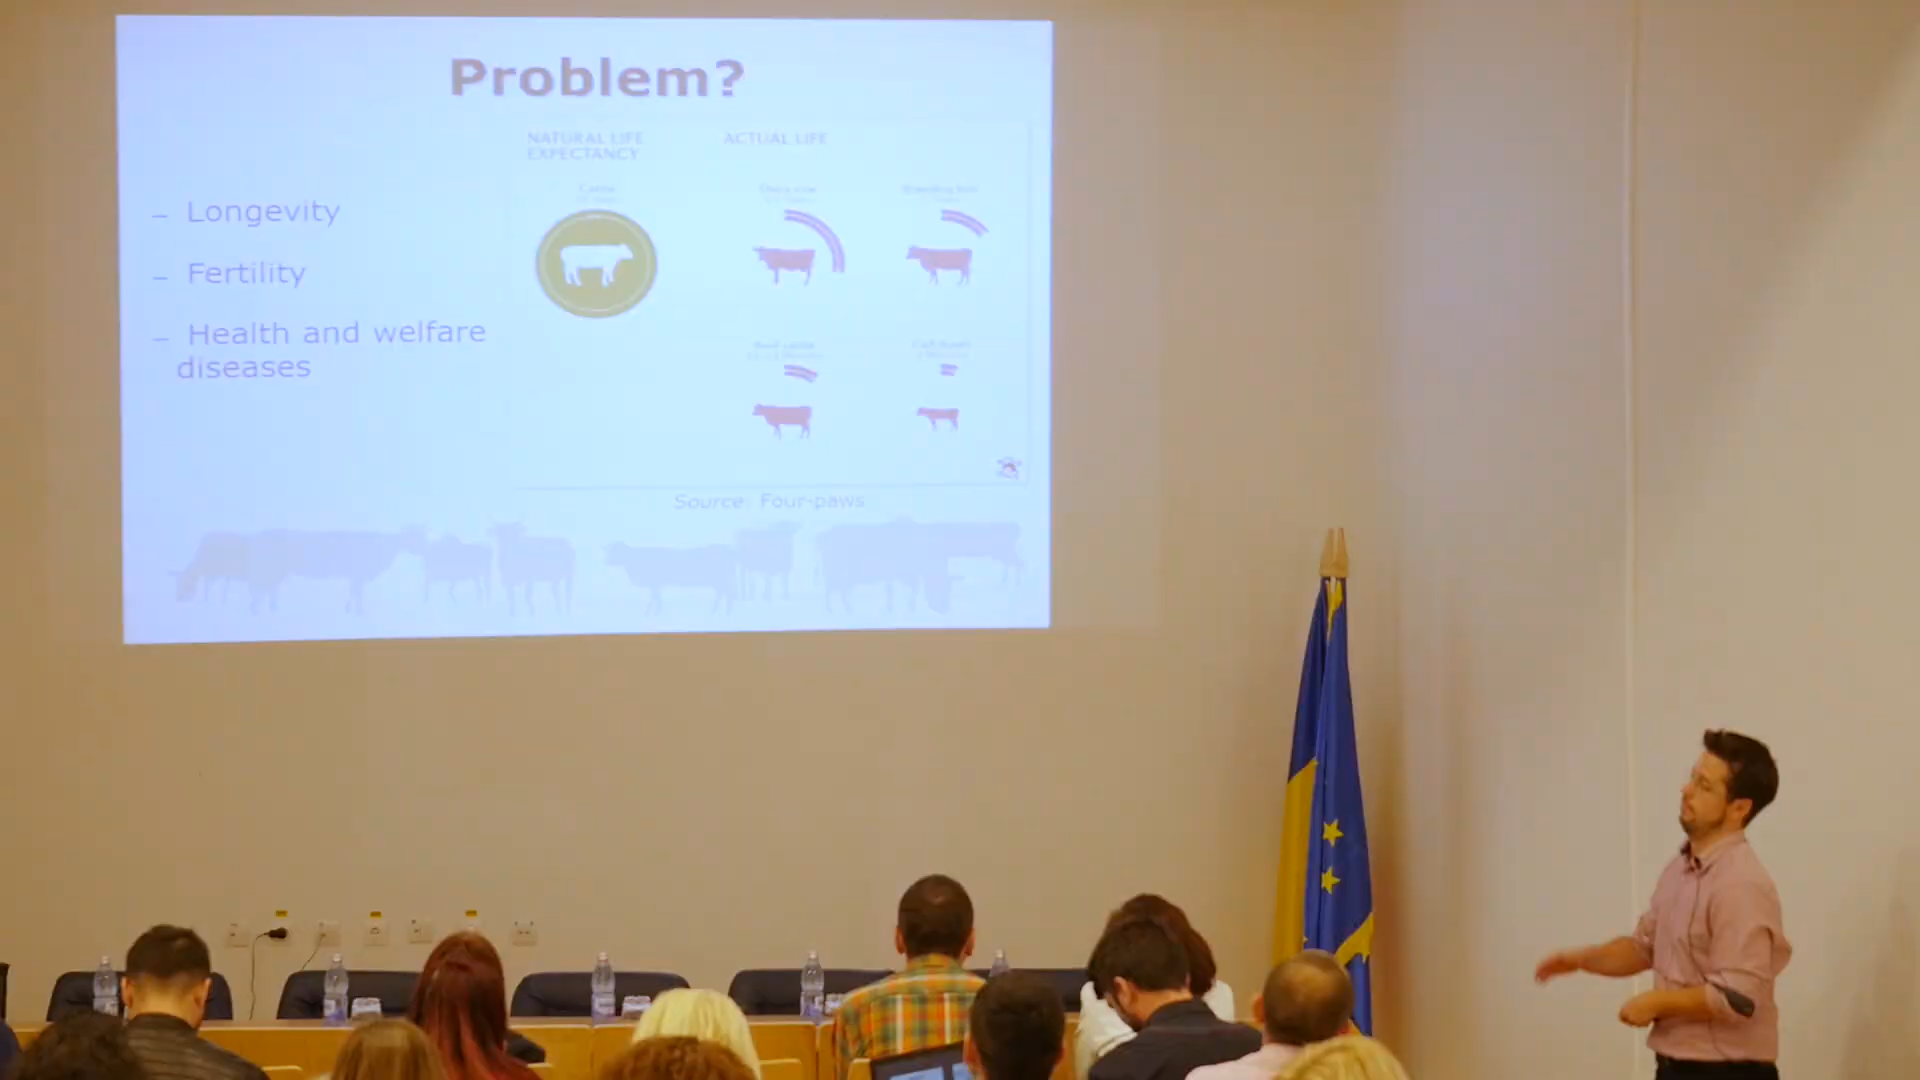 Problem?
NATURAL LIFE
EXPECTANCY
ACTUAL LIFE
– Longevity
– Fertility
– Health and welfare
diseases
Source: Four-paws